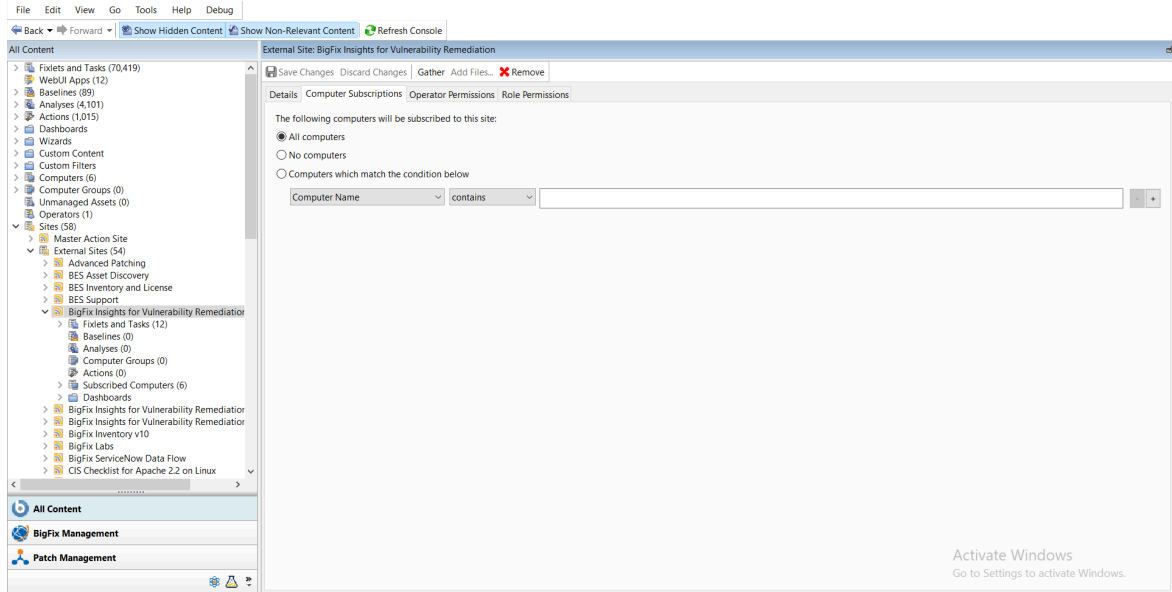 File Edit View Go Tools Help Debug
Back Forward Show Hidden Content Show Non-Relevant Content Refresh Console
All Content
Fixlets and Tasks (70,419)
WebUI Apps (12)
Baselines (89)
Analyses (4,101)
Actions (1,015)
Dashboards
Wizards
Custom Content
Custom Filters
Computers (6)
Computer Groups (0)
Unmanaged Assets (0)
Operators (1)
Sites (58)
Master Action Site
External Sites (54)
Advanced Patching
BES Asset Discovery
BES Inventory and License
BES Support
BigFix Insights for Vulnerability Remediation
Fixlets and Tasks (12)
Baselines (0)
Analyses (0)
Computer Groups (0)
Actions (0)
Subscribed Computers (6)
Dashboards
BigFix Insights for Vulnerability Remediation
BigFix Insights for Vulnerability Remediation
BigFix Inventory v10
BigFix Labs
BigFix ServiceNow Data Flow
CIS Checklist for Apache 2.2 on Linux
All Content
BigFix Management
Patch Management
External Site: BigFix Insights for Vulnerability Remediation
Save Changes Discard Changes Gather Add Files... Remove
Details Computer Subscriptions Operator Permissions Role Permissions
The following computers will be subscribed to this site:
All computers
No computers
Computers which match the condition below
Computer Name contains - +
Activate Windows
Go to Settings to activate Windows.